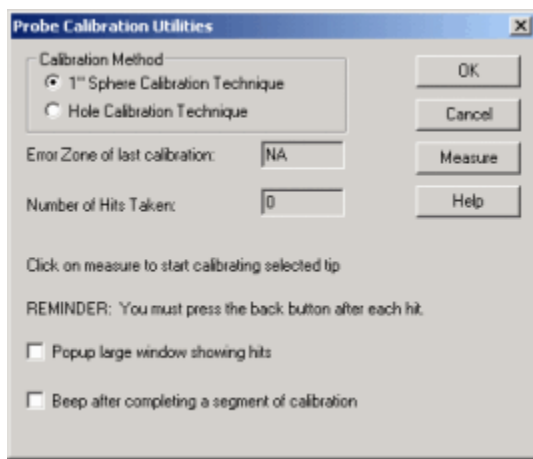 Probe Calibration Utilities
Calibration Method
1" Sphere Calibration Technique
Hole Calibration Technique
OK
Cancel
Error Zone of last calibration:
NA
Measure
Number of Hits Taken:
0
Help
Click on measure to start calibrating selected tip
REMINDER: You must press the back button after each hit.
Popup large window showing hits
Beep after completing a segment of calibration